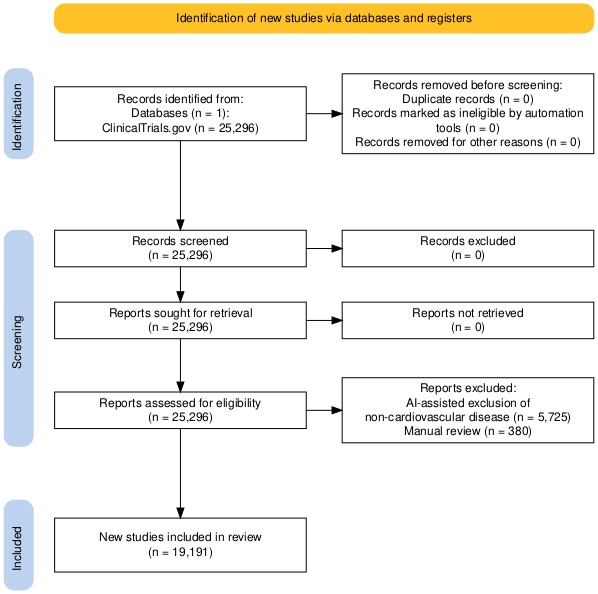 Identification of new studies via databases and registers
Identification
Records identified from:
Databases (n = 1):
ClinicalTrials.gov (n = 25,296)
Records removed before screening:
Duplicate records (n = 0)
Records marked as ineligible by automation
tools (n = 0)
Records removed for other reasons (n = 0)
Screening
Records screened
(n = 25,296)
Records excluded
(n = 0)
Reports sought for retrieval
(n = 25,296)
Reports not retrieved
(n = 0)
Reports assessed for eligibility
(n = 25,296)
Reports excluded:
AI-assisted exclusion of
non-cardiovascular disease (n = 5,725)
Manual review (n = 380)
Included
New studies included in review
(n = 19,191)